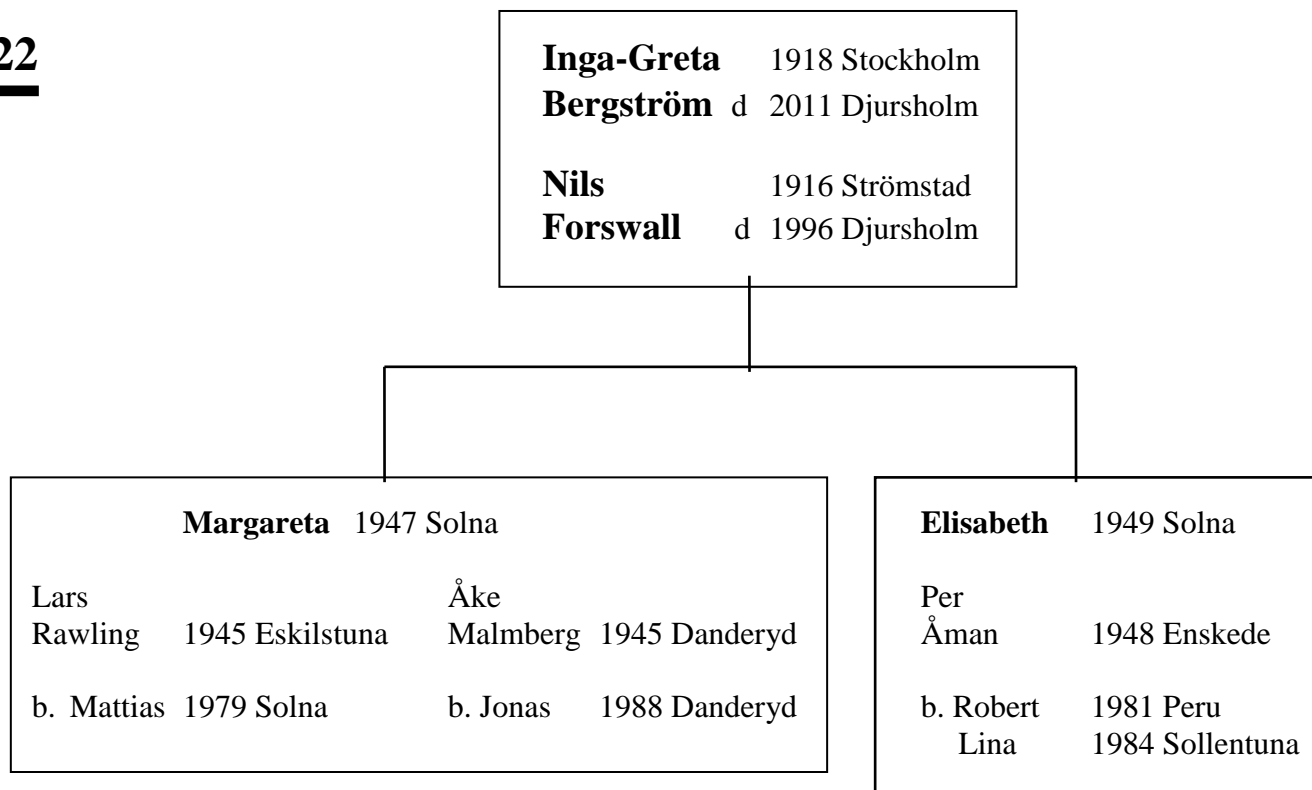 22
Inga-Greta 1918 Stockholm
Bergström d 2011 Djursholm
Nils 1916 Strömstad
Forswall d 1996 Djursholm
Margareta 1947 Solna
Lars Åke
Rawling 1945 Eskilstuna Malmberg 1945 Danderyd
b. Mattias 1979 Solna b. Jonas 1988 Danderyd
Elisabeth 1949 Solna
Per
Åman 1948 Enskede
b. Robert 1981 Peru
Lina 1984 Sollentuna